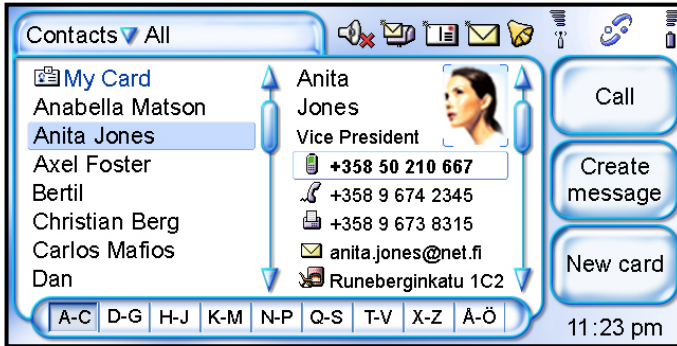 Contacts All
My Card
Anabella Matson
Anita Jones
Axel Foster
Bertil
Christian Berg
Carlos Mafios
Dan
Anita
Jones
Vice President
+358 50 210 667
+358 9 674 2345
+358 9 673 8315
anita.jones@net.fi
Runeberginkatu 1C2
Call
Create
message
New card
A-C D-G H-J K-M N-P Q-S T-V X-Z Å-Ö
11:23 pm